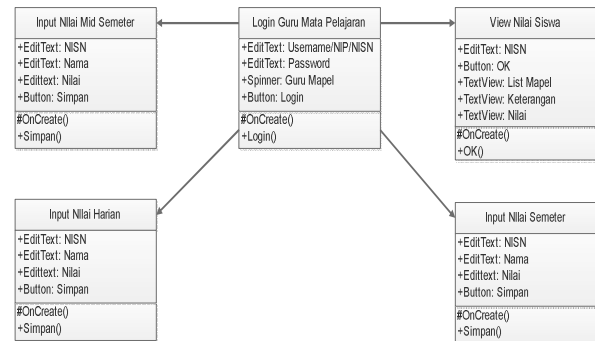 Input NIlai Mid Semeter
+EditText: NISN
+EditText: Nama
+Edittext: Nilai
+Button: Simpan
#OnCreate()
+Simpan()
Login Guru Mata Pelajaran
+EditText: Username/NIP/NISN
+EditText: Password
+Spinner: Guru Mapel
+Button: Login
#OnCreate()
+Login()
View Nilai Siswa
+EditText: NISN
+Button: OK
+TextView: List Mapel
+TextView: Keterangan
+TextView: Nilai
#OnCreate()
+OK()
Input NIlai Harian
+EditText: NISN
+EditText: Nama
+Edittext: Nilai
+Button: Simpan
#OnCreate()
+Simpan()
Input NIlai Semeter
+EditText: NISN
+EditText: Nama
+Edittext: Nilai
+Button: Simpan
#OnCreate()
+Simpan()